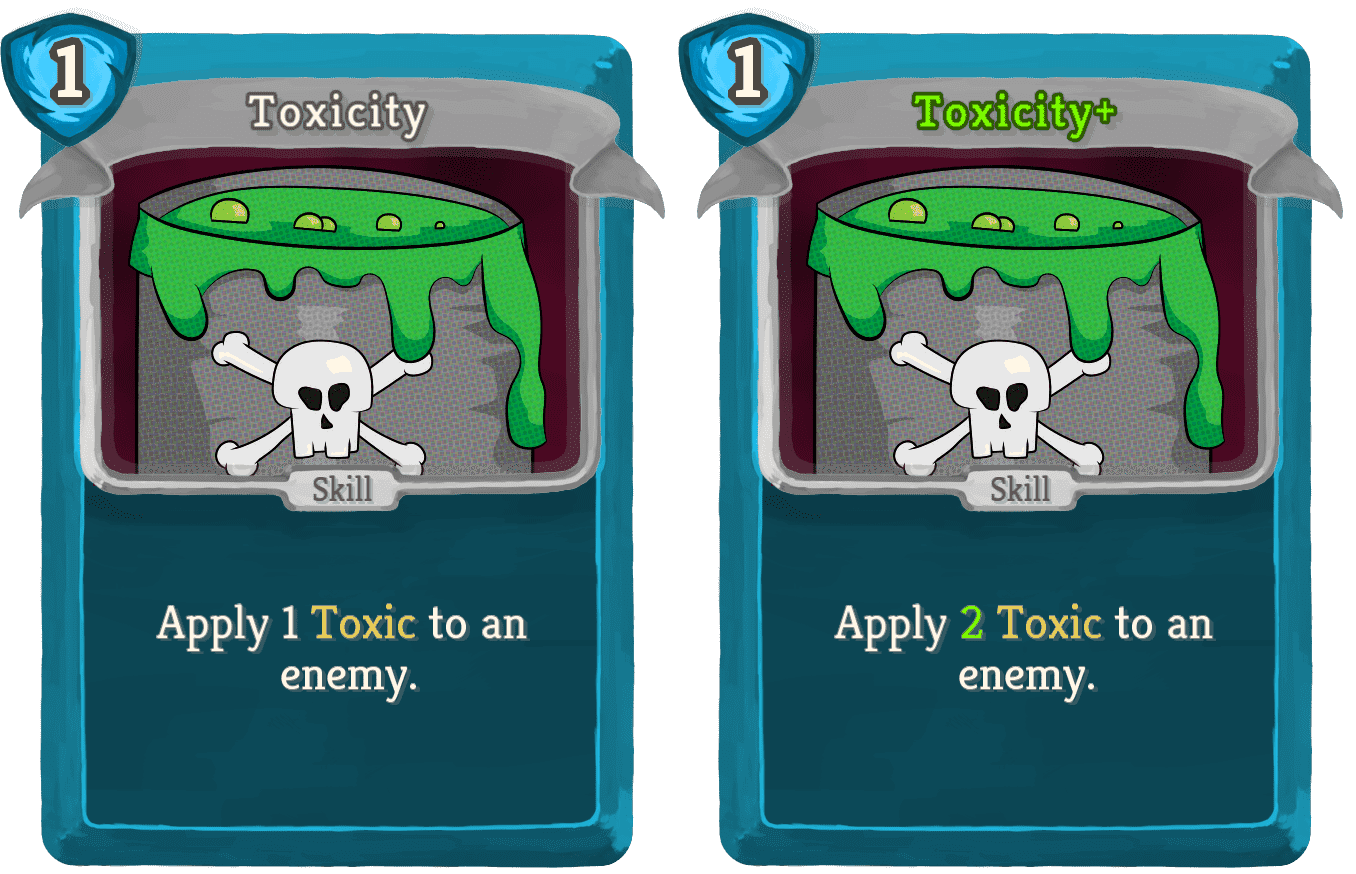 1
Toxicity
Skill
Apply 1 Toxic to an
enemy.
1
Toxicity+
Skill
Apply 2 Toxic to an
enemy.